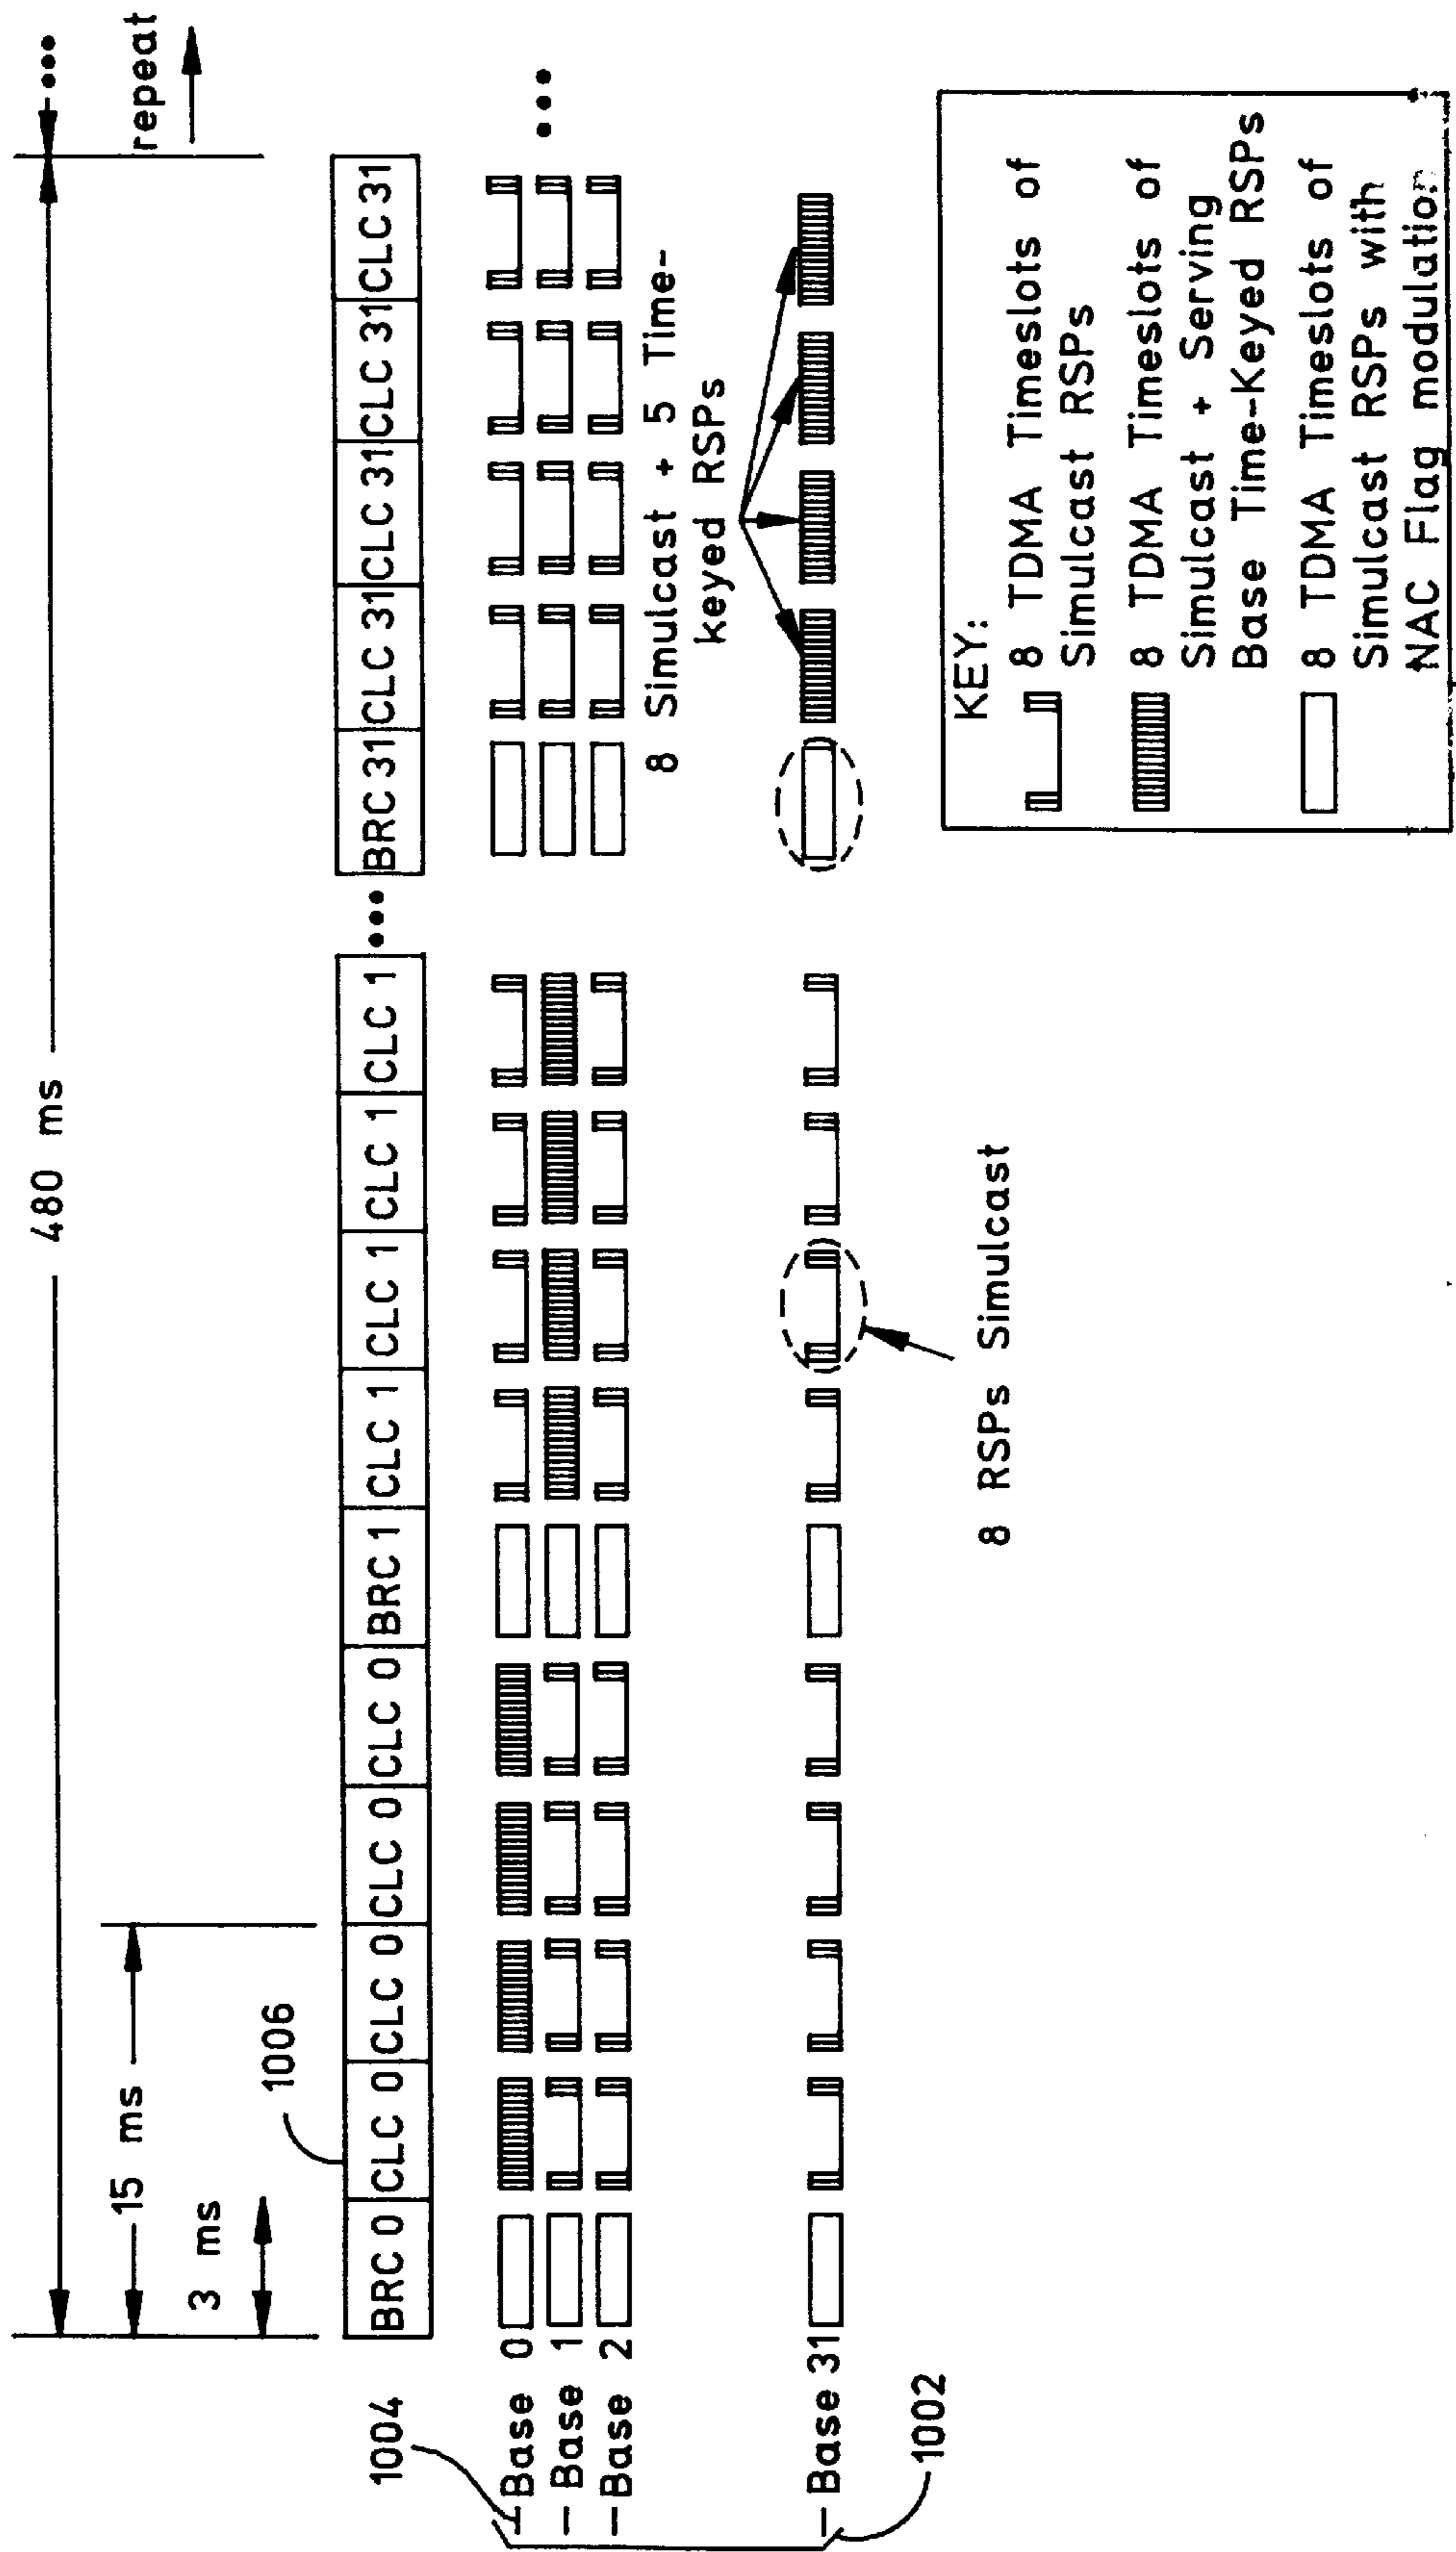 480 ms
15 ms
repeat
3 ms
1006
BRC 0 CLC 0 CLC 0 CLC 0 CLC 0 BRC 1 CLC 1 CLC 1 CLC 1 CLC 1 BRC 31 CLC 31 CLC 31 CLC 31 CLC 31
1004
Base 0
Base 1
Base 2
8 Simulcast + 5 Time-
keyed RSPs
Base 31
1002
8 RSPs Simulcast
KEY:
8 TDMA Timeslots of
Simulcast RSPs
8 TDMA Timeslots of
Simulcast + Serving
Base Time-Keyed RSPs
8 TDMA Timeslots of
Simulcast RSPs with
NAC Flag modulation